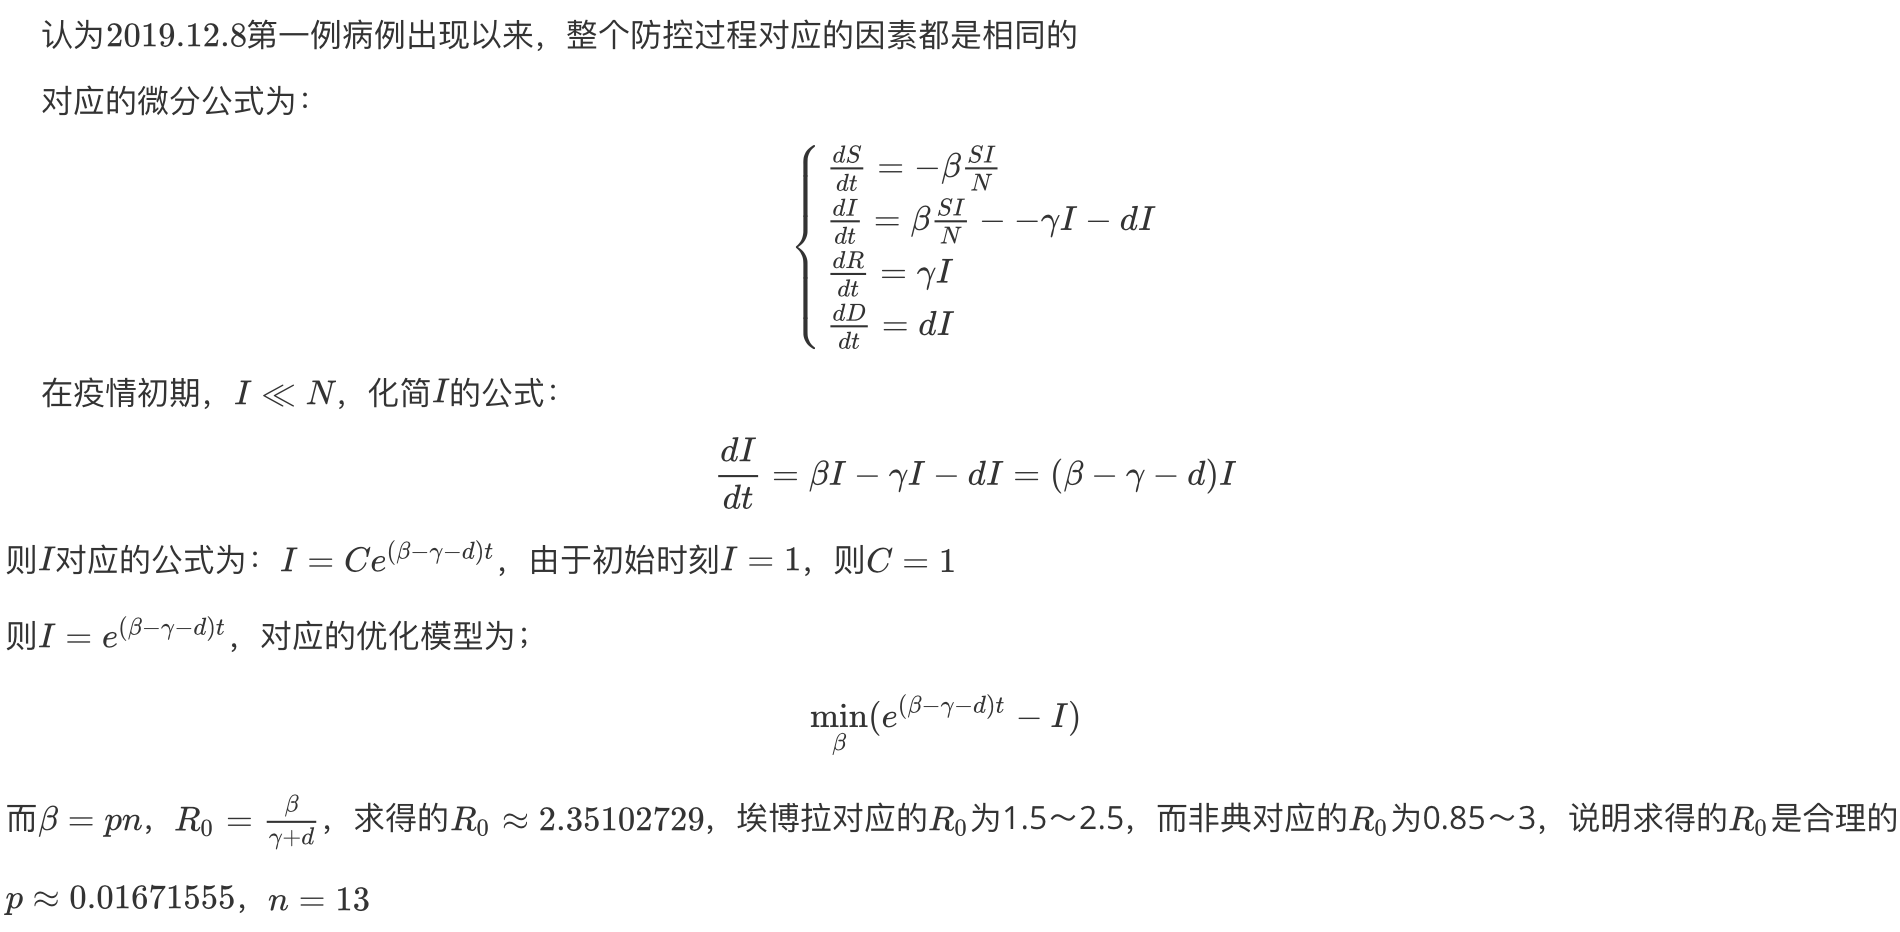 认为2019.12.8第一例病例出现以来，整个防控过程对应的因素都是相同的
对应的微分公式为：
$\begin{cases} \frac{dS}{dt} = -\beta\frac{SI}{N} \\ \frac{dI}{dt} = \beta\frac{SI}{N} - -\gamma I - dI \\ \frac{dR}{dt} = \gamma I \\ \frac{dD}{dt} = dI \end{cases}$
在疫情初期，$I \ll N$，化简$I$的公式：
$\frac{dI}{dt} = \beta I - \gamma I - dI = (\beta - \gamma - d)I$
则$I$对应的公式为：$I = Ce^{(\beta-\gamma-d)t}$，由于初始时刻$I = 1$，则$C = 1$
则$I = e^{(\beta-\gamma-d)t}$，对应的优化模型为；
$\min_{\beta}(e^{(\beta-\gamma-d)t} - I)$
而$\beta = pn$，$R_0 = \frac{\beta}{\gamma+d}$，求得的$R_0 \approx 2.35102729$，埃博拉对应的$R_0$为1.5～2.5，而非典对应的$R_0$为0.85～3，说明求得的$R_0$是合理的
$p \approx 0.01671555$，$n = 13$